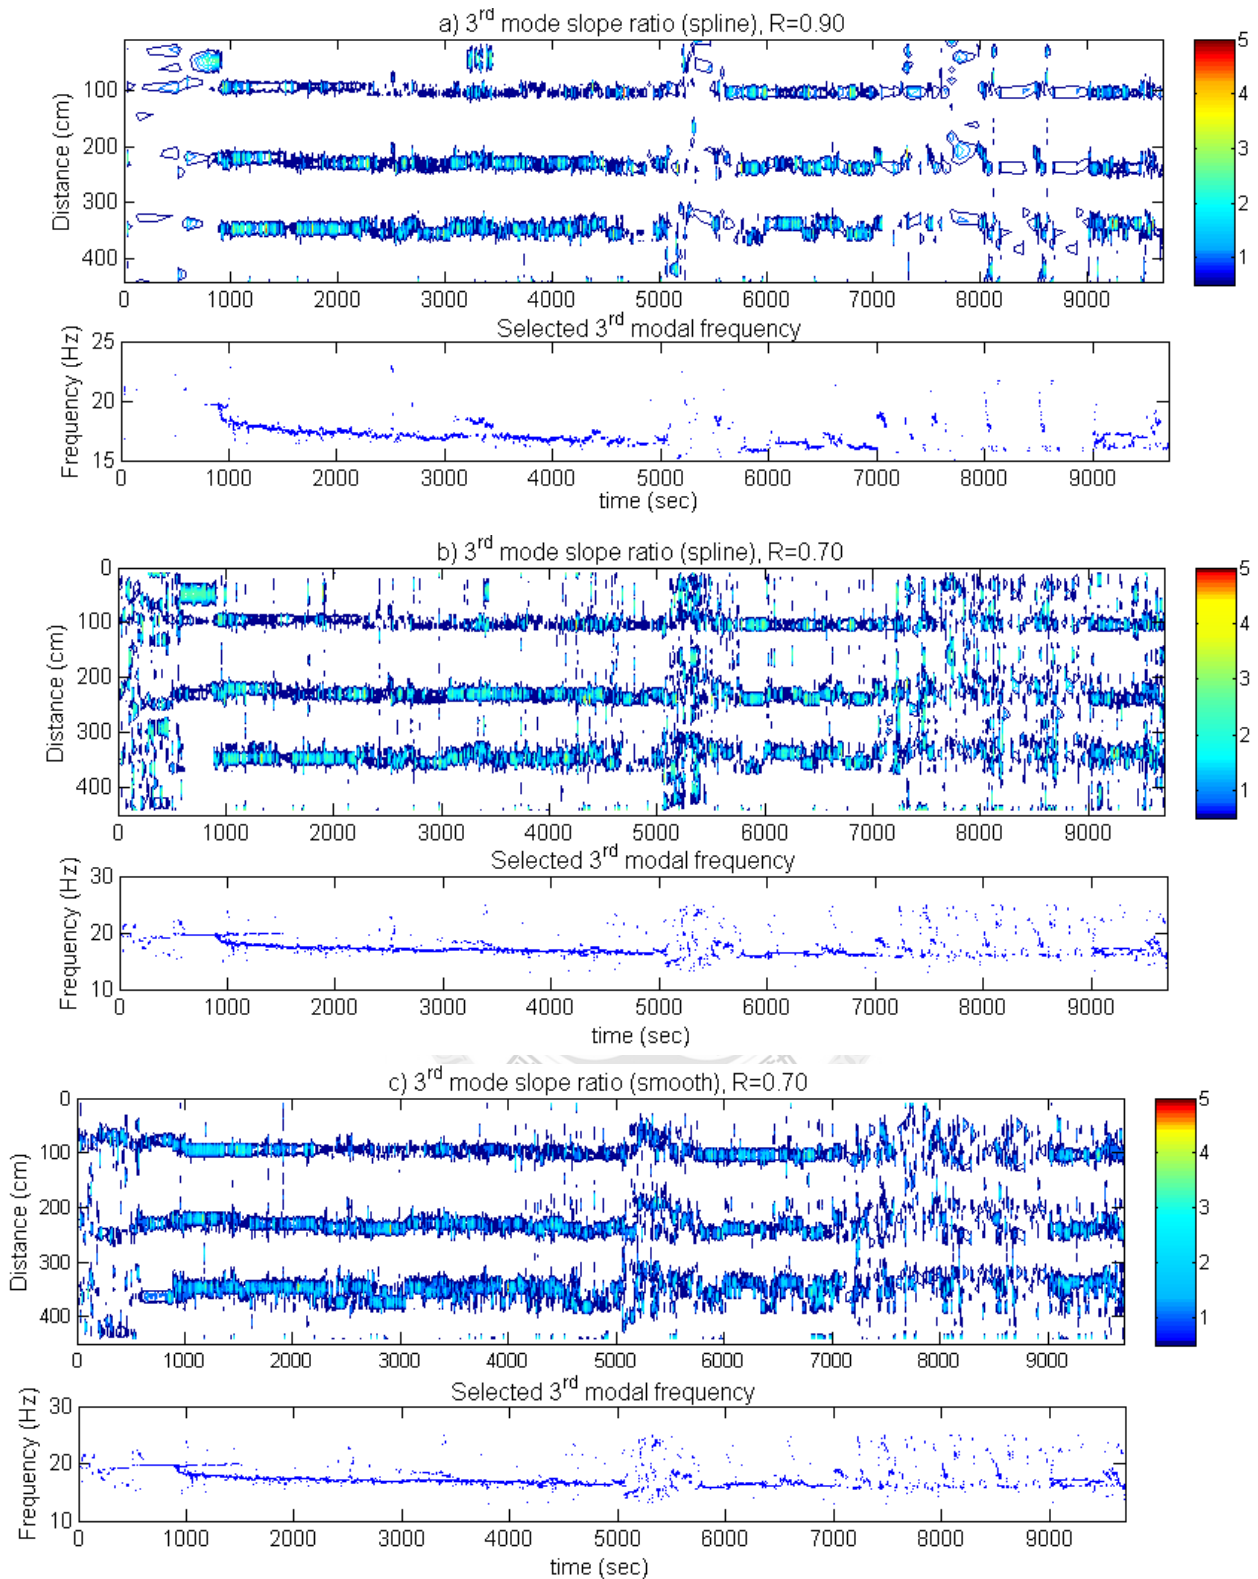 a) 3rd mode slope ratio (spline), R=0.90
Distance (cm)
100
200
300
400
0 1000 2000 3000 4000 5000 6000 7000 8000 9000
5
4
3
2
1
Selected 3rd modal frequency
Frequency (Hz)
25
20
15
0 1000 2000 3000 4000 5000 6000 7000 8000 9000
time (sec)
b) 3rd mode slope ratio (spline), R=0.70
Distance (cm)
0
100
200
300
400
0 1000 2000 3000 4000 5000 6000 7000 8000 9000
5
4
3
2
1
Selected 3rd modal frequency
Frequency (Hz)
30
20
10
0 1000 2000 3000 4000 5000 6000 7000 8000 9000
time (sec)
c) 3rd mode slope ratio (smooth), R=0.70
Distance (cm)
0
100
200
300
400
0 1000 2000 3000 4000 5000 6000 7000 8000 9000
5
4
3
2
1
Selected 3rd modal frequency
Frequency (Hz)
30
20
10
0 1000 2000 3000 4000 5000 6000 7000 8000 9000
time (sec)